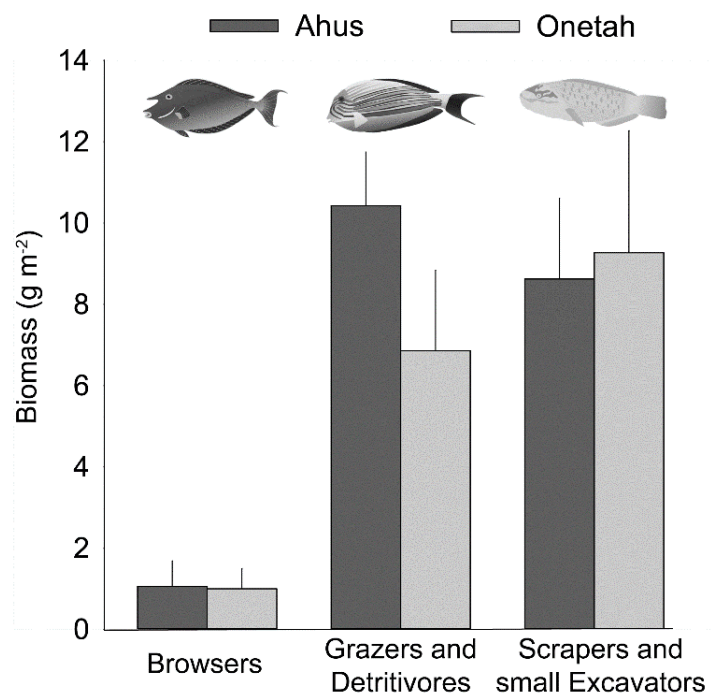 Ahus Onetah
14
12
10
8
6
4
2
0
Biomass (g m⁻²)
Browsers
Grazers and
Detritivores
Scrapers and
small Excavators